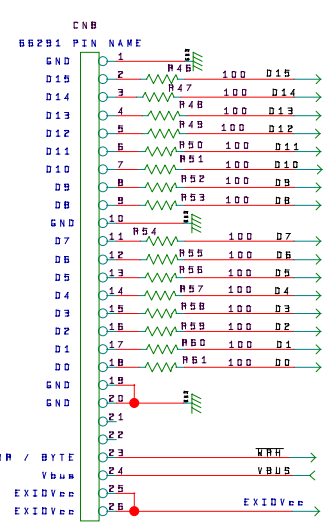 CNB
66291 PIN NAME
GND 1
D15 2 R46 100 D15
D14 3 R47 100 D14
D13 4 R48 100 D13
D12 5 R49 100 D12
D11 6 R50 100 D11
D10 7 R51 100 D10
D9 8 R52 100 D9
D8 9 R53 100 D8
GND 10
D7 11 R54 100 D7
D6 12 R55 100 D6
D5 13 R56 100 D5
D4 14 R57 100 D4
D3 15 R58 100 D3
D2 16 R59 100 D2
D1 17 R60 100 D1
D0 18 R61 100 D0
GND 19
GND 20
21
22
/ BYTE 23 WRH
Vbus 24 VBUS
EXIOVcc 25
EXIOVcc 26 EXIOVcc